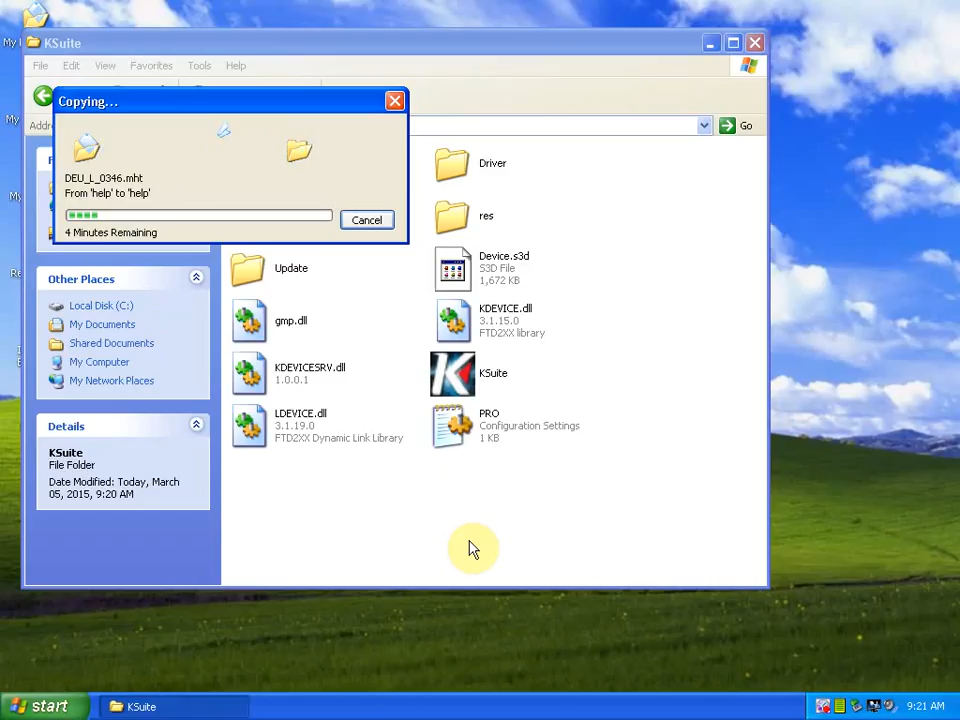 My
KSuite
File Edit View Favorites Tools Help
Copying...
Go
DEU_L_0346.mht
From 'help' to 'help'
Cancel
4 Minutes Remaining
Driver
res
Update
Device.s3d
S3D File
1,672 KB
gmp.dll
KDEVICE.dll
3.1.15.0
FTD2XX library
KDEVICESRV.dll
1.0.0.1
KSuite
LDEVICE.dll
3.1.19.0
FTD2XX Dynamic Link Library
PRO
Configuration Settings
1 KB
Other Places
Local Disk (C:)
My Documents
Shared Documents
My Computer
My Network Places
Details
KSuite
File Folder
Date Modified: Today, March
05, 2015, 9:20 AM
start
KSuite
9:21 AM